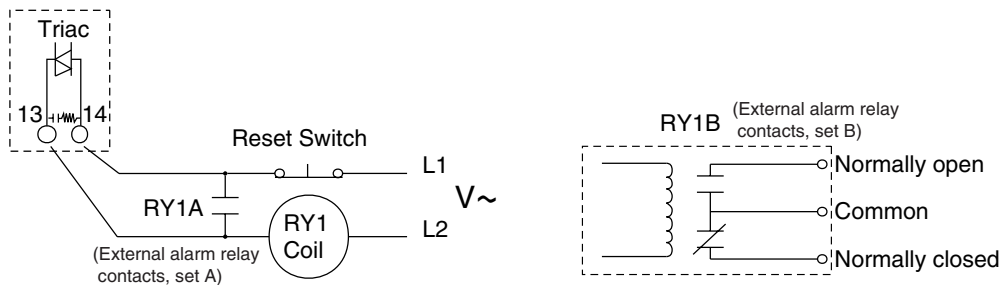 Triac
13 14
Reset Switch
L1
RY1A
V~
RY1
Coil
L2
(External alarm relay
contacts, set A)
RY1B
(External alarm relay
contacts, set B)
Normally open
Common
Normally closed